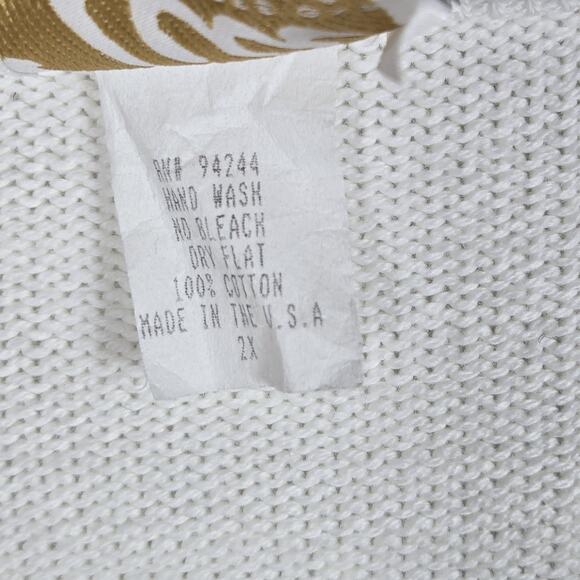 RN# 94244
HAND WASH
NO BLEACH
DRY FLAT
100% COTTON
MADE IN THE U.S.A
2X